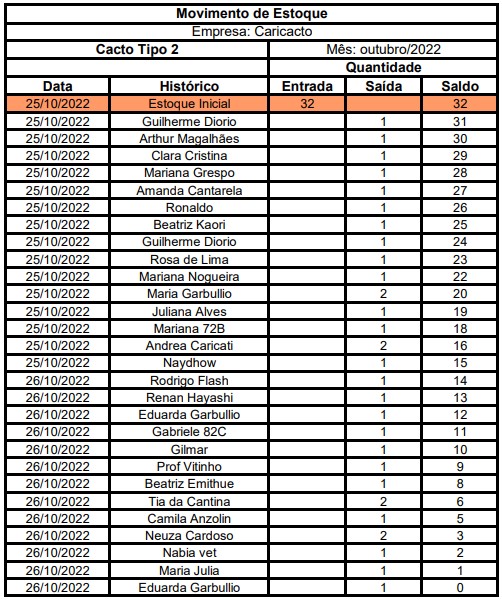 Movimento de Estoque
Empresa: Caricacto
Cacto Tipo 2 Mês: outubro/2022
Quantidade
Data Histórico Entrada Saída Saldo
25/10/2022 Estoque Inicial 32 32
25/10/2022 Guilherme Diorio 1 31
25/10/2022 Arthur Magalhães 1 30
25/10/2022 Clara Cristina 1 29
25/10/2022 Mariana Grespo 1 28
25/10/2022 Amanda Cantarela 1 27
25/10/2022 Ronaldo 1 26
25/10/2022 Beatriz Kaori 1 25
25/10/2022 Guilherme Diorio 1 24
25/10/2022 Rosa de Lima 1 23
25/10/2022 Mariana Nogueira 1 22
25/10/2022 Maria Garbullio 2 20
25/10/2022 Juliana Alves 1 19
25/10/2022 Mariana 72B 1 18
25/10/2022 Andrea Caricati 2 16
25/10/2022 Naydhow 1 15
26/10/2022 Rodrigo Flash 1 14
26/10/2022 Renan Hayashi 1 13
26/10/2022 Eduarda Garbullio 1 12
26/10/2022 Gabriele 82C 1 11
26/10/2022 Gilmar 1 10
26/10/2022 Prof Vitinho 1 9
26/10/2022 Beatriz Emithue 1 8
26/10/2022 Tia da Cantina 2 6
26/10/2022 Camila Anzolin 1 5
26/10/2022 Neuza Cardoso 2 3
26/10/2022 Nabia vet 1 2
26/10/2022 Maria Julia 1 1
26/10/2022 Eduarda Garbullio 1 0